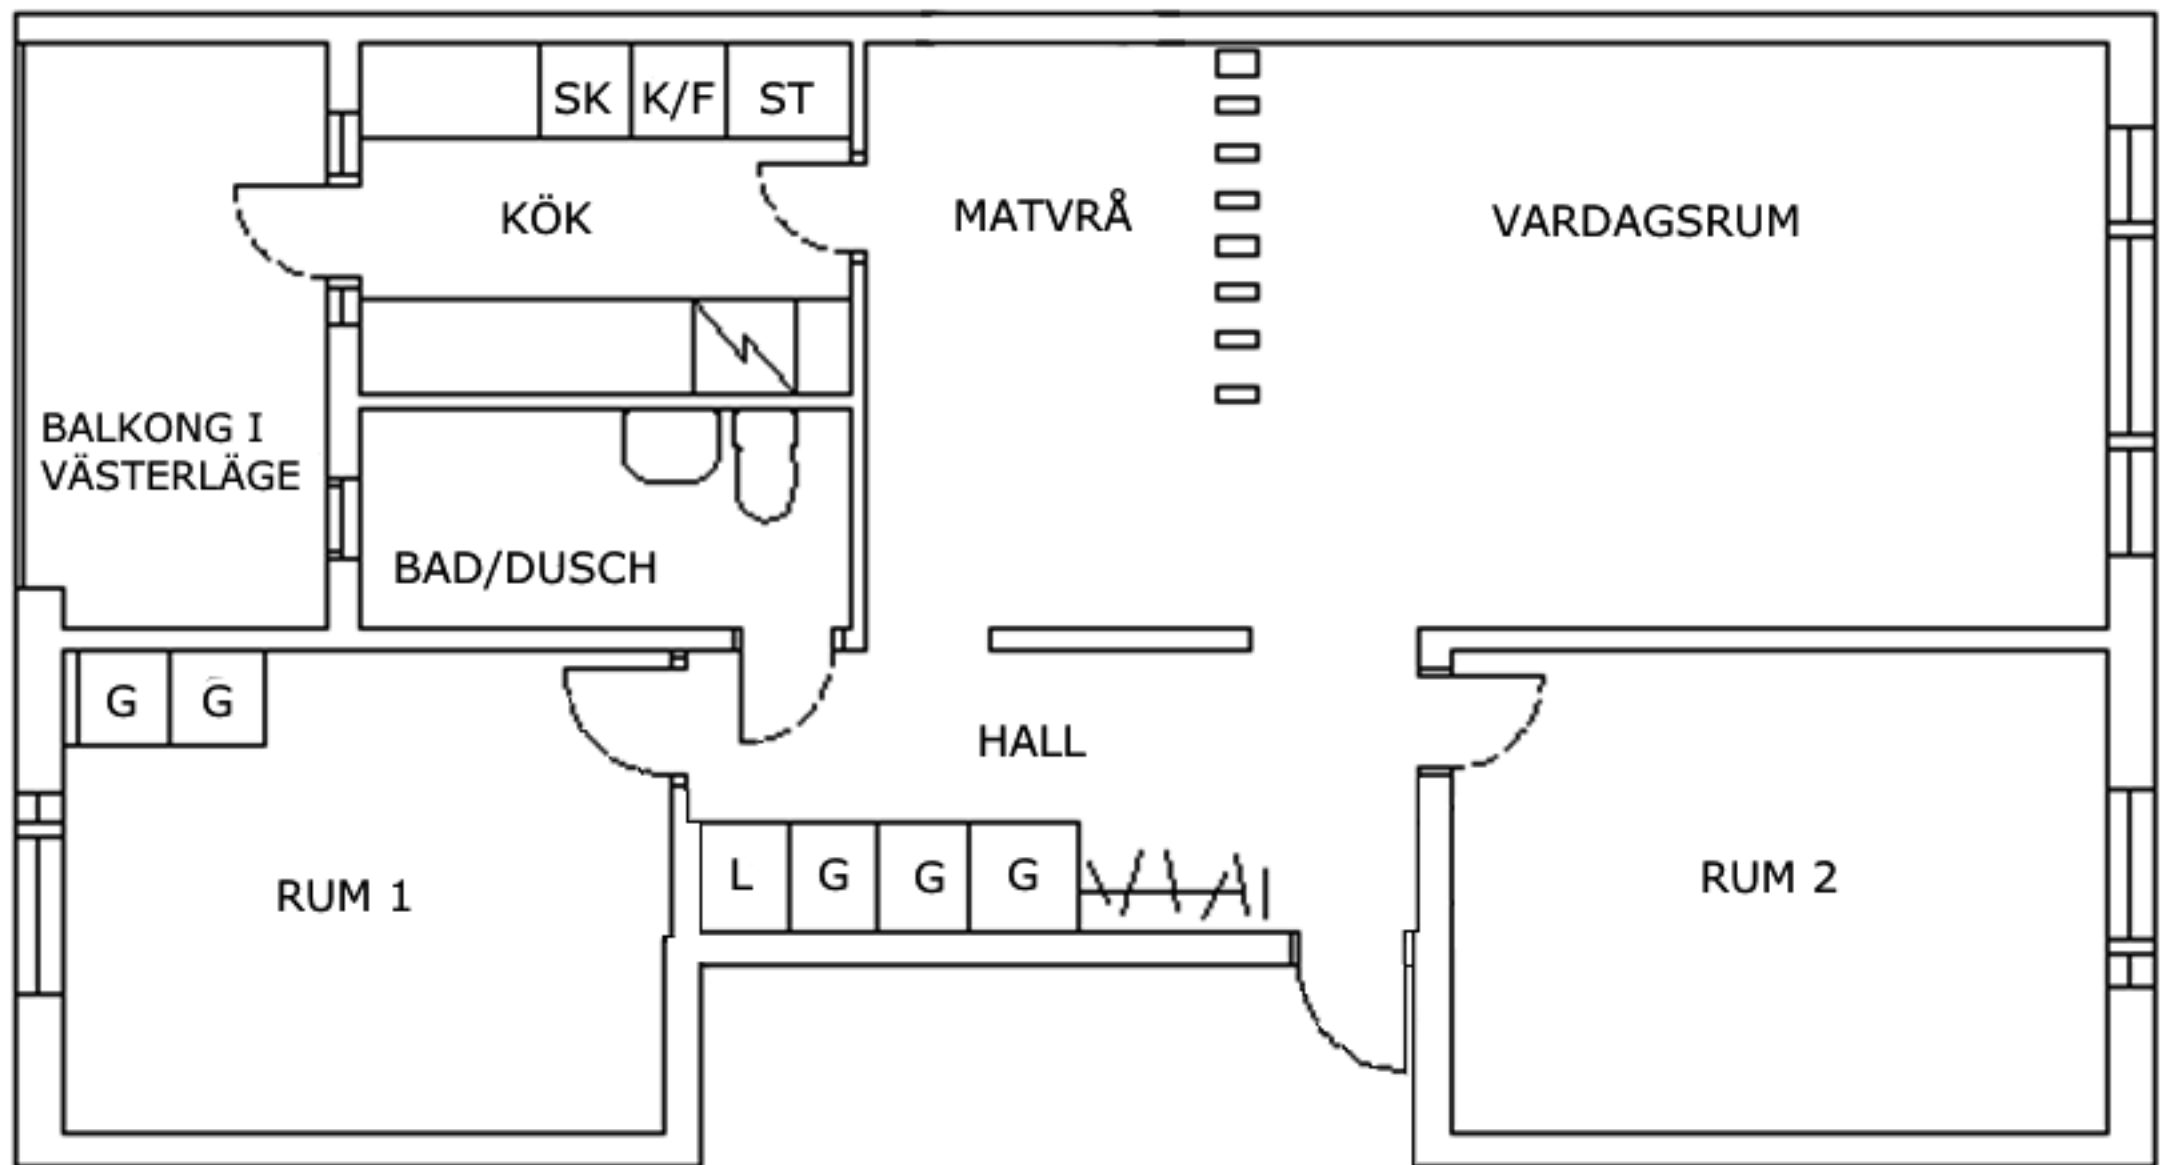 SK
K/F
ST
KÖK
MATVRÅ
VARDAGSRUM
BALKONG I
VÄSTERLÄGE
BAD/DUSCH
G
G
HALL
L
G
G
G
RUM 1
RUM 2